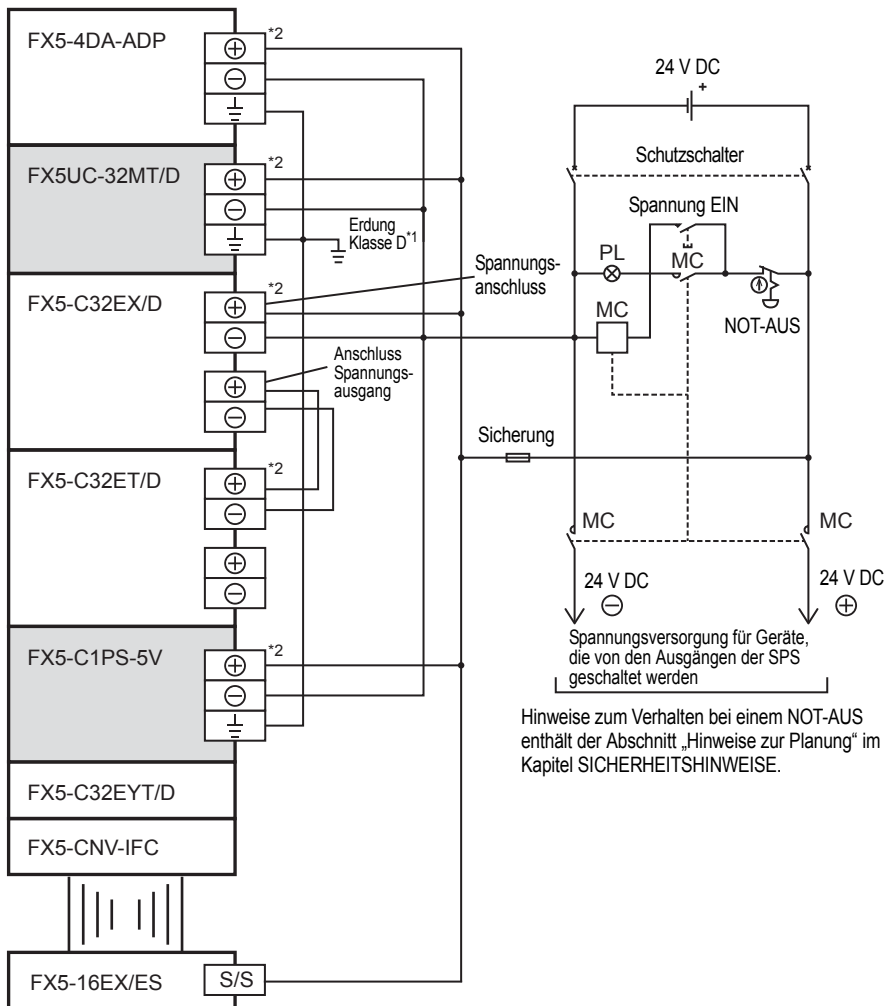 FX5-4DA-ADP
*2
⊕
⊖
FX5UC-32MT/D
*2
⊕
⊖
Erdung
Klasse D*1
FX5-C32EX/D
*2
⊕
⊖
Spannungs-
anschluss
⊕
⊖
Anschluss
Spannungs-
ausgang
FX5-C32ET/D
*2
⊕
⊖
⊕
⊖
FX5-C1PS-5V
*2
⊕
⊖
FX5-C32EYT/D
FX5-CNV-IFC
FX5-16EX/ES
S/S
24 V DC
+
Schutzschalter
Spannung EIN
PL
MC
MC
NOT-AUS
Sicherung
MC
MC
24 V DC
⊖
24 V DC
⊕
Spannungsversorgung für Geräte,
die von den Ausgängen der SPS
geschaltet werden
Hinweise zum Verhalten bei einem NOT-AUS
enthält der Abschnitt „Hinweise zur Planung“ im
Kapitel SICHERHEITSHINWEISE.